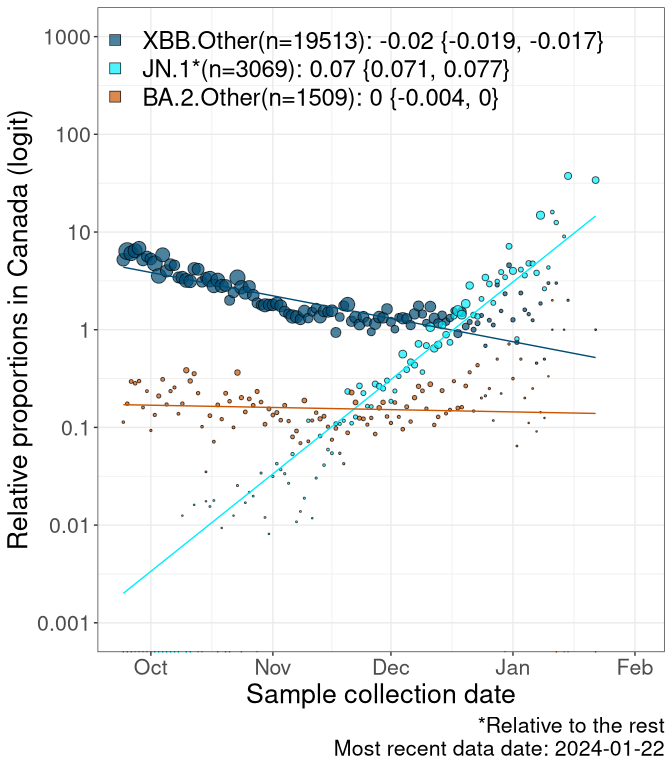 XBB.Other(n=19513): -0.02 {-0.019, -0.017}
JN.1*(n=3069): 0.07 {0.071, 0.077}
BA.2.Other(n=1509): 0 {-0.004, 0}
Relative proportions in Canada (logit)
1000
100
10
1
0.1
0.01
0.001
Oct Nov Dec Jan Feb
Sample collection date
*Relative to the rest
Most recent data date: 2024-01-22